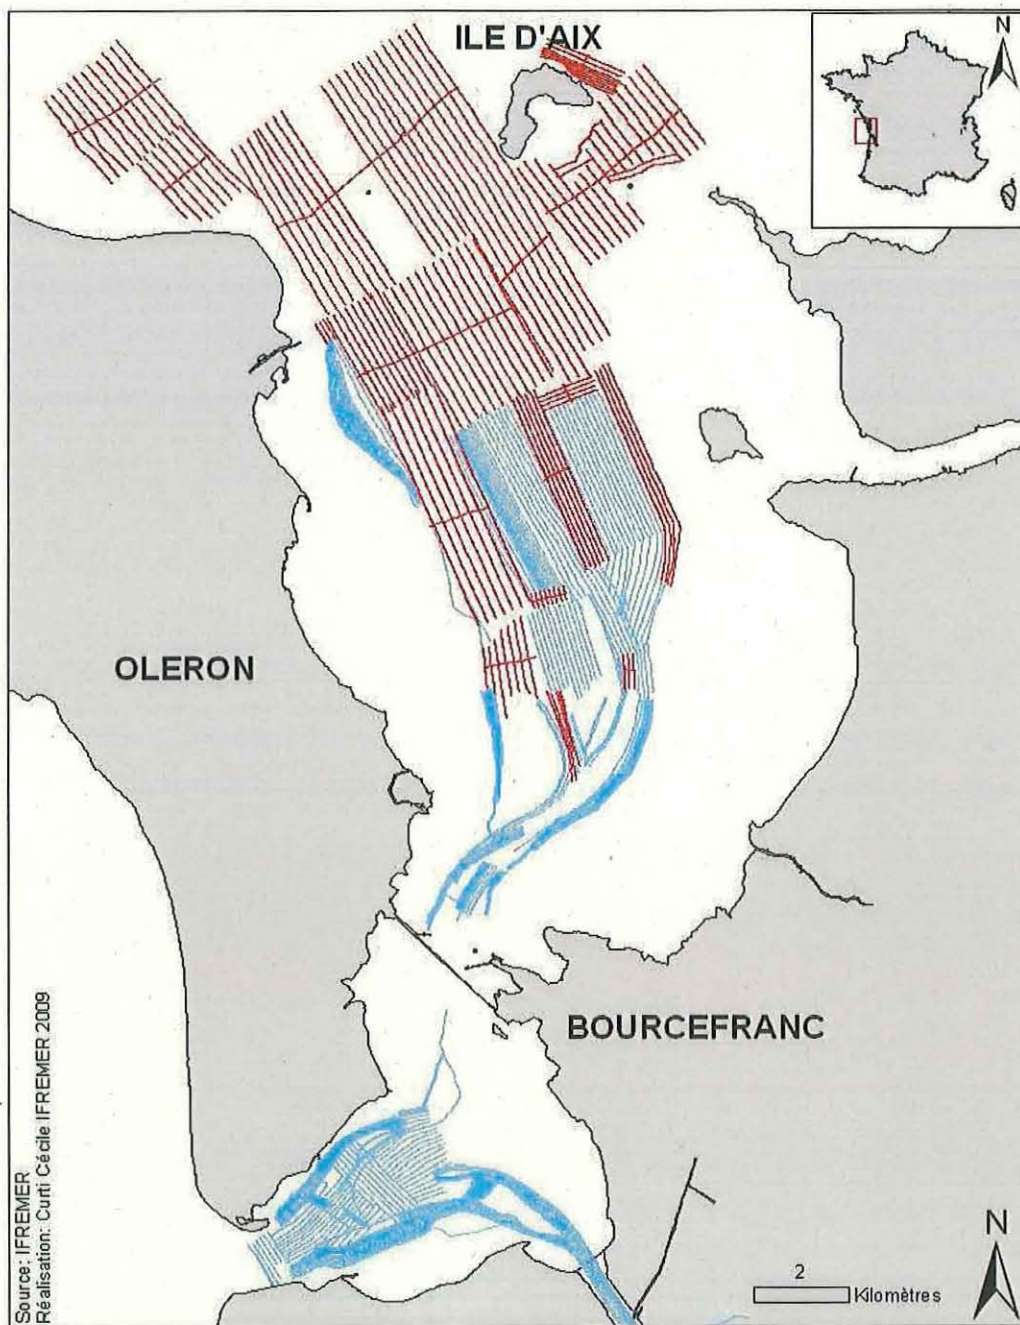 ILE D'AIX
N
OLERON
BOURCEFRANC
Source: IFREMER
Réalisation: Curti Cécile IFREMER 2009
N
2
Kilomètres